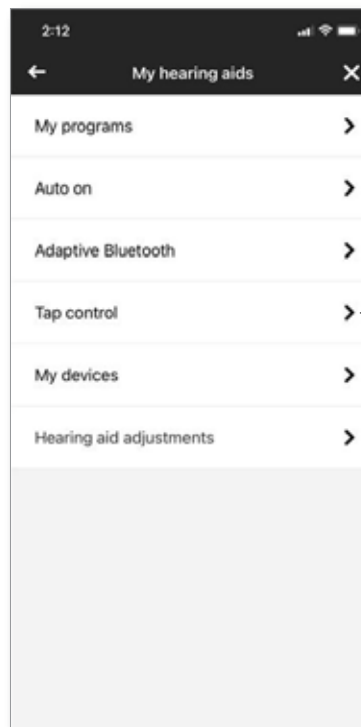 2:12
My hearing aids
My programs
Auto on
Adaptive Bluetooth
Tap control
My devices
Hearing aid adjustments